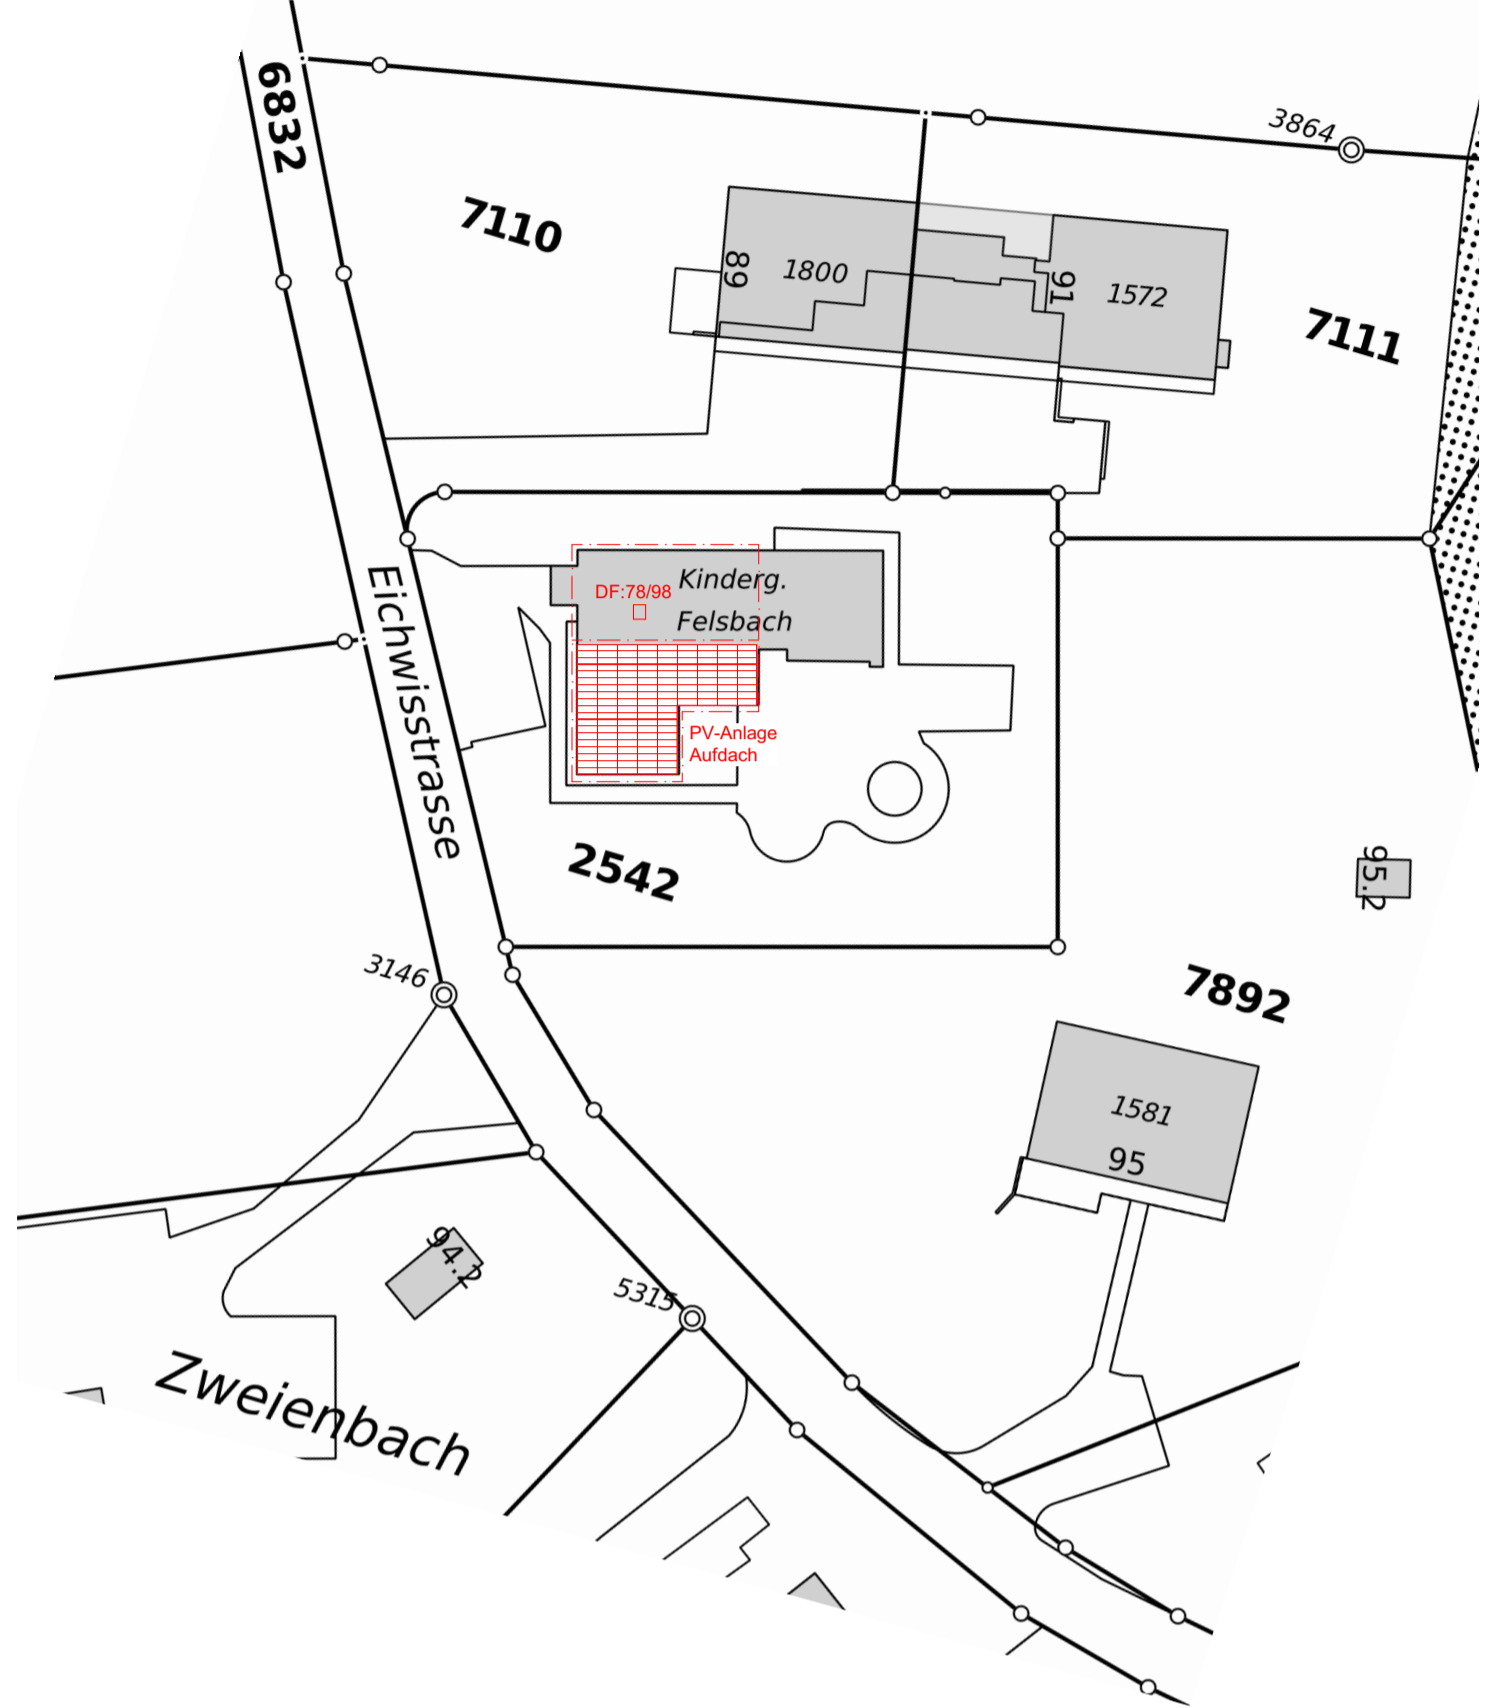 6832
3864
7110
89
1800
91
1572
7111
Kinderg.
DF:78/98
Felsbach
Eichwisstrasse
PV-Anlage
Aufdach
2542
95.2
3146
7892
1581
95
94.2
5315
Zweienbach